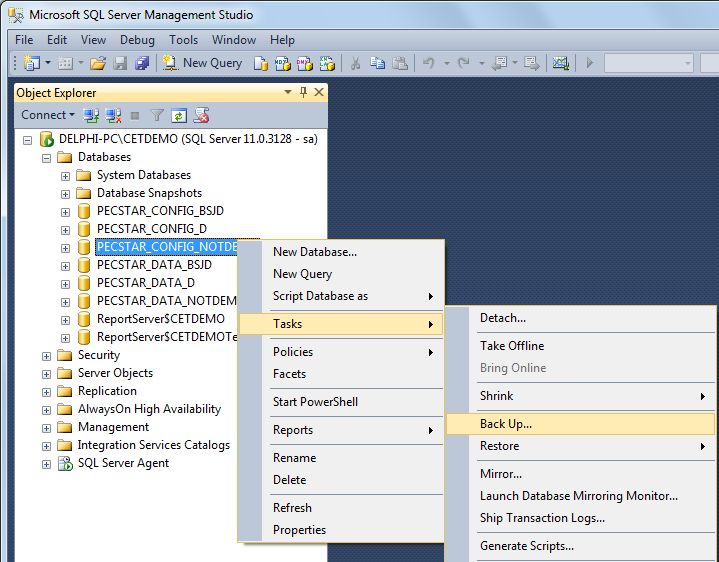 Microsoft SQL Server Management Studio
File Edit View Debug Tools Window Help
New Query
Object Explorer
Connect
DELPHI-PC\CETDEMO (SQL Server 11.0.3128 - sa)
Databases
System Databases
Database Snapshots
PECSTAR_CONFIG_BSJD
PECSTAR_CONFIG_D
PECSTAR_CONFIG_NOTDE
PECSTAR_DATA_BSJD
PECSTAR_DATA_D
PECSTAR_DATA_NOTDEM
ReportServer$CETDEMO
ReportServer$CETDEMOTe
Security
Server Objects
Replication
AlwaysOn High Availability
Management
Integration Services Catalogs
SQL Server Agent
New Database...
New Query
Script Database as
Tasks
Policies
Facets
Start PowerShell
Reports
Rename
Delete
Refresh
Properties
Detach...
Take Offline
Bring Online
Shrink
Back Up...
Restore
Mirror...
Launch Database Mirroring Monitor...
Ship Transaction Logs...
Generate Scripts...